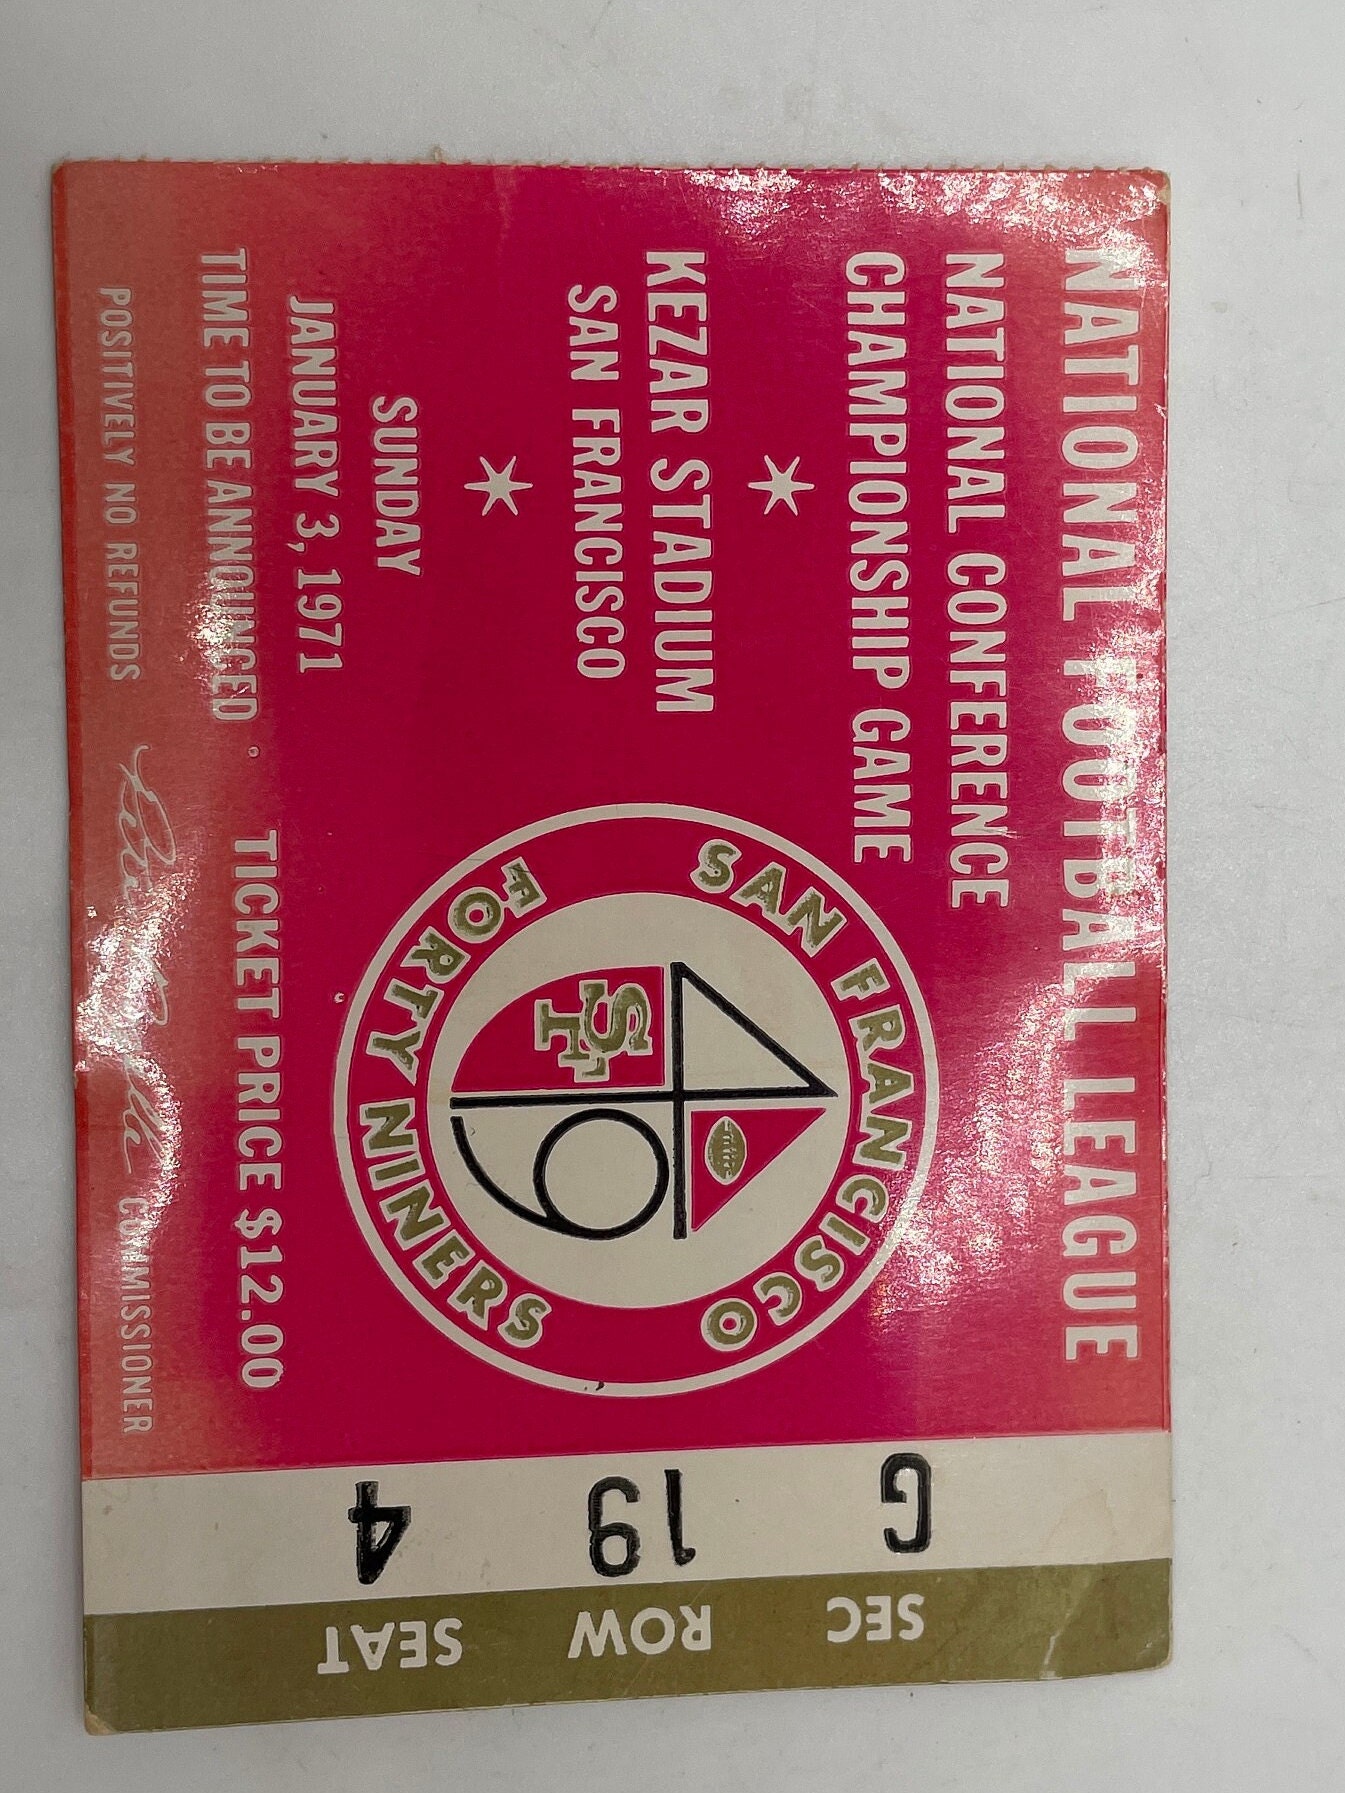 NATIONAL FOOTBALL LEAGUE
NATIONAL CONFERENCE
CHAMPIONSHIP GAME
KEZAR STADIUM
SAN FRANCISCO
SUNDAY
JANUARY 3, 1971
TIME TO BE ANNOUNCED · TICKET PRICE $12.00
POSITIVELY NO REFUNDS
COMMISSIONER
SAN FRANCISCO
49
SF
FORTY NINERS
SEC ROW SEAT
G 19 4